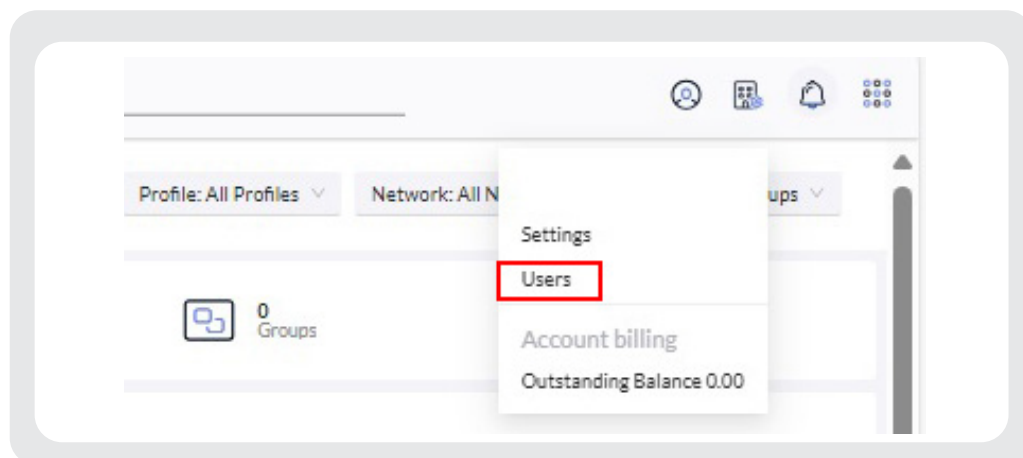 Profile: All Profiles
Network: All N
ups
Settings
Users
0
Groups
Account billing
Outstanding Balance 0.00